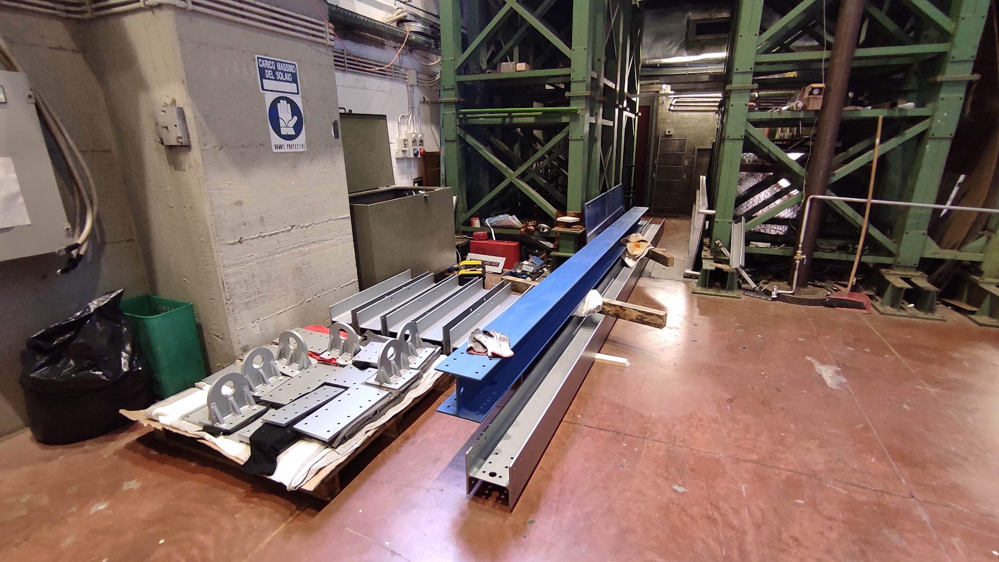 CARICO MASSIMO
DEL SOLAIO
GUANTI PROTETTIVI